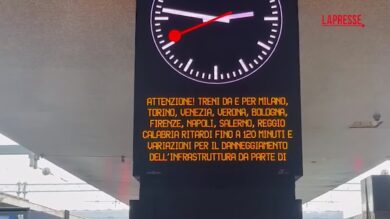 LAPRESSE
ATTENZIONE! TRENI DA E PER MILANO,
TORINO, VENEZIA, VERONA, BOLOGNA,
FIRENZE, NAPOLI, SALERNO, REGGIO
CALABRIA RITARDI FINO A 120 MINUTI E
VARIAZIONI PER IL DANNEGGIAMENTO
DELL'INFRASTRUTTURA DA PARTE DI